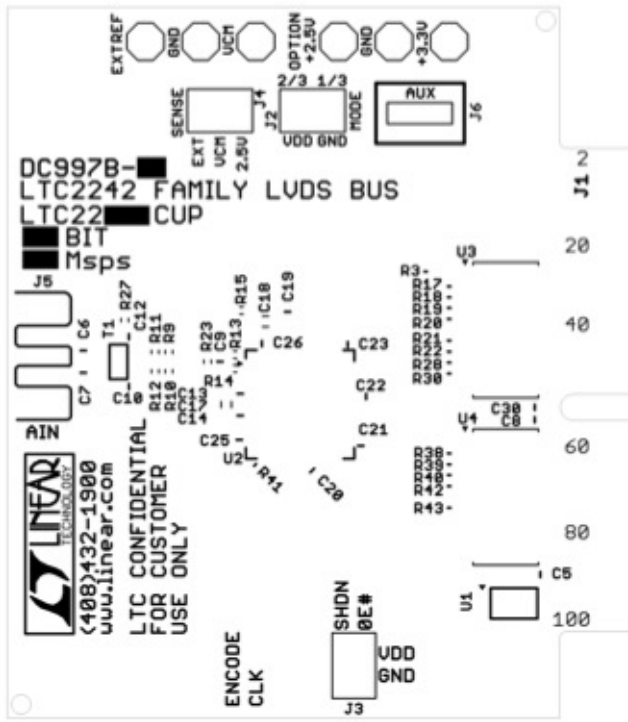 EXTREF
GND
VCM
OPTION
+2.5V
GND
+3.3V
SENSE
J4
EXT
VCM
2.5V
2/3 1/3
J2
MODE
VDD GND
AUX
J6
DC997B-
LTC2242 FAMILY LVDS BUS
LTC22 CUP
BIT
Msps
2
J1
20
40
60
80
100
J5
C6
C7
AIN
T1
R27
C12
C10
R11
R9
R12
R10
R23
C9
R13
R14
R15
C18
C19
C26
C23
C22
C21
C25
U2
R41
C20
C14
R3
R17
R18
R19
R20
R21
R22
R28
R30
U3
C30
C8
U4
R38
R39
R40
R42
R43
C5
U1
LINEAR
TECHNOLOGY
(408)432-1900
www.linear.com
LTC CONFIDENTIAL
FOR CUSTOMER
USE ONLY
ENCODE
CLK
SHDN
OE#
VDD
GND
J3